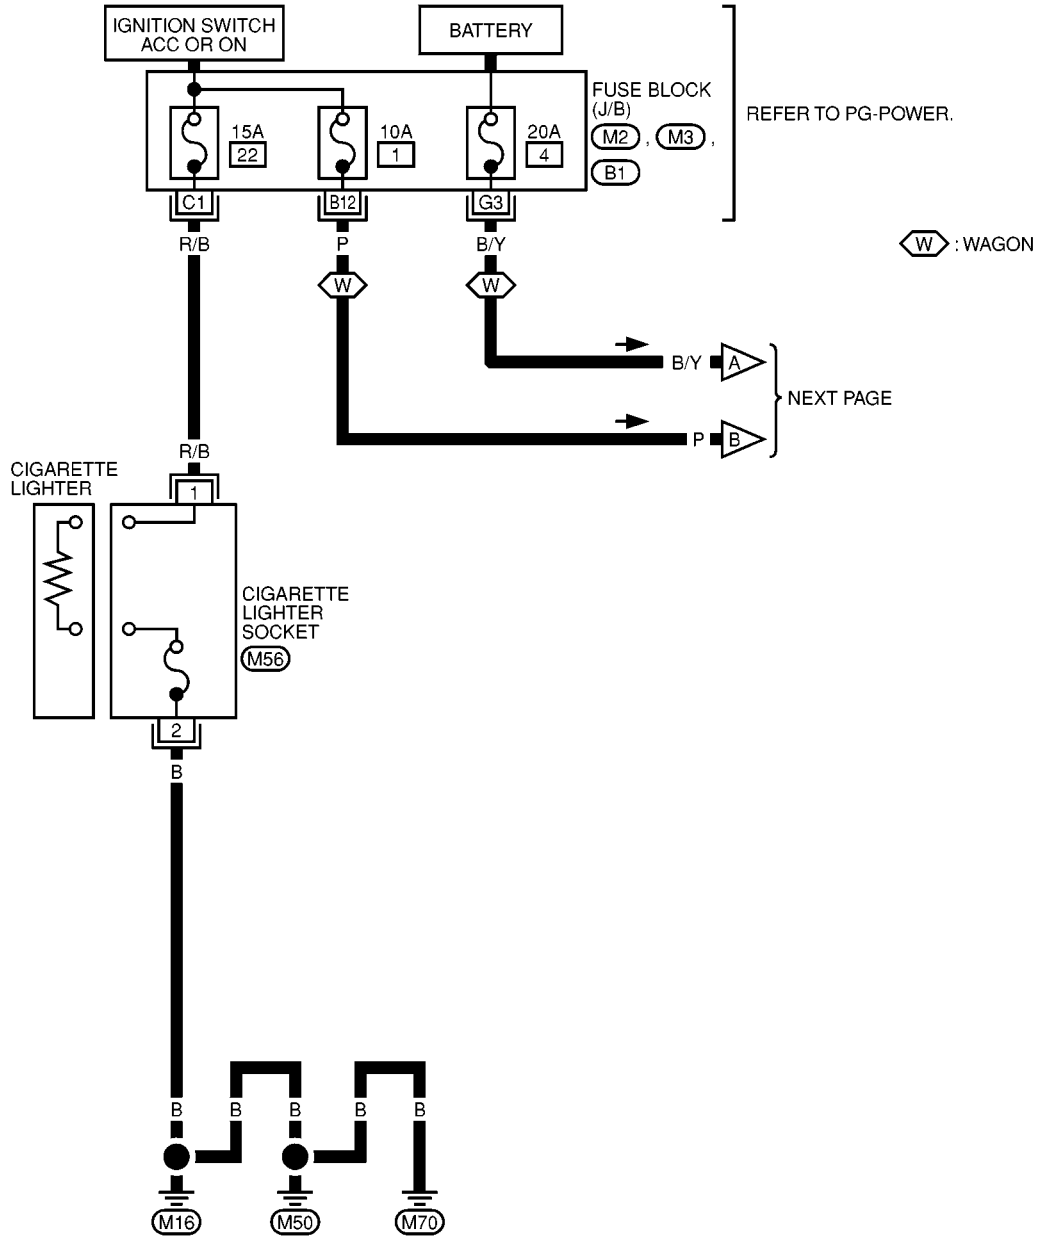 IGNITION SWITCH
ACC OR ON
BATTERY
FUSE BLOCK
(J/B)
M2 , M3 ,
B1
REFER TO PG-POWER.
15A
22
10A
1
20A
4
C1
B12
G3
R/B
P
B/Y
W : WAGON
W
W
B/Y
A
NEXT PAGE
P
B
R/B
CIGARETTE
LIGHTER
1
CIGARETTE
LIGHTER
SOCKET
M56
2
B
B
B
B
B
B
M16
M50
M70